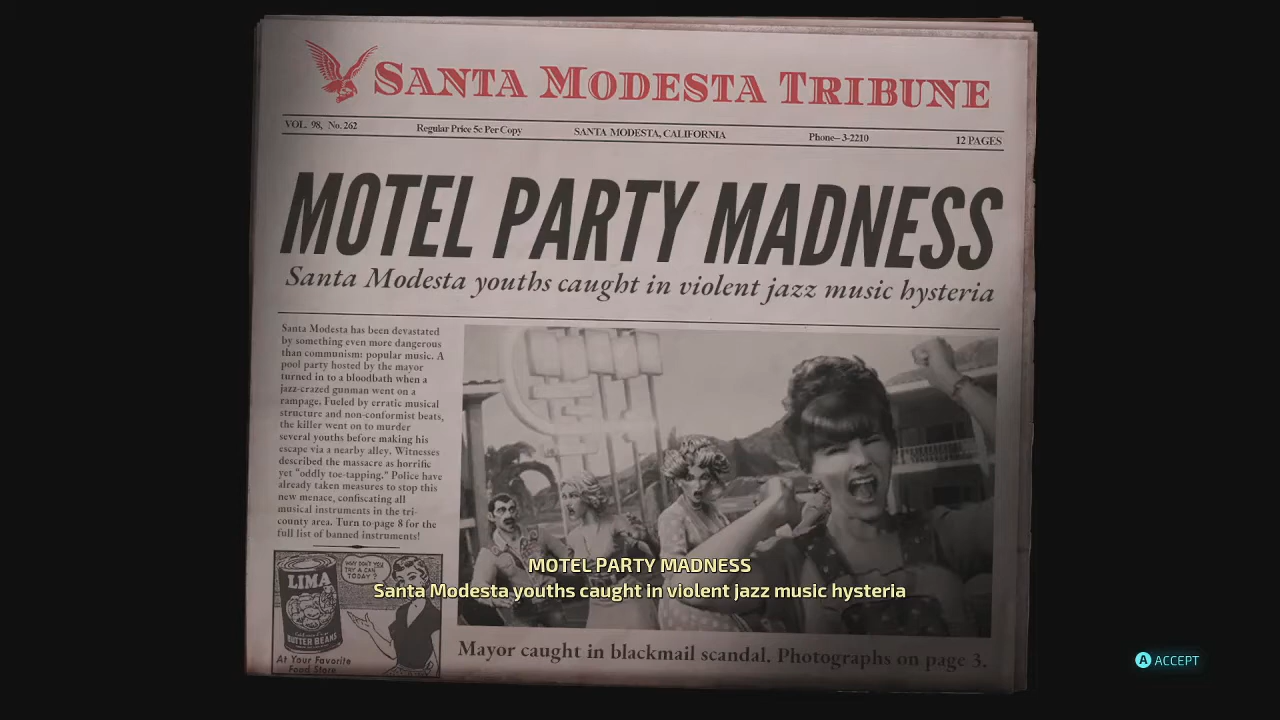 SANTA MODESTA TRIBUNE
VOL. 98, No. 262
Regular Price 5c Per Copy
SANTA MODESTA, CALIFORNIA
Phone– 3-2210
12 PAGES
MOTEL PARTY MADNESS
Santa Modesta youths caught in violent jazz music hysteria
Santa Modesta has been devastated
by something even more dangerous
than communism: popular music. A
pool party hosted by the mayor
turned in to a bloodbath when a
jazz-crazed gunman went on a
rampage. Fueled by erratic musical
structure and non-conformist beats,
the killer went on to murder
several youths before making his
escape via a nearby alley. Witnesses
described the massacre as horrific
yet "oddly toe-tapping." Police have
already taken measures to stop this
new menace, confiscating all
musical instruments in the tri-
county area. Turn to page 8 for the
full list of banned instruments!
LIMA
BUTTER BEANS
WHY DON'T YOU
TRY A CAN
TODAY?
At Your Favorite
Food Store
MOTEL PARTY MADNESS
Santa Modesta youths caught in violent jazz music hysteria
Mayor caught in blackmail scandal. Photographs on page 3.
A ACCEPT